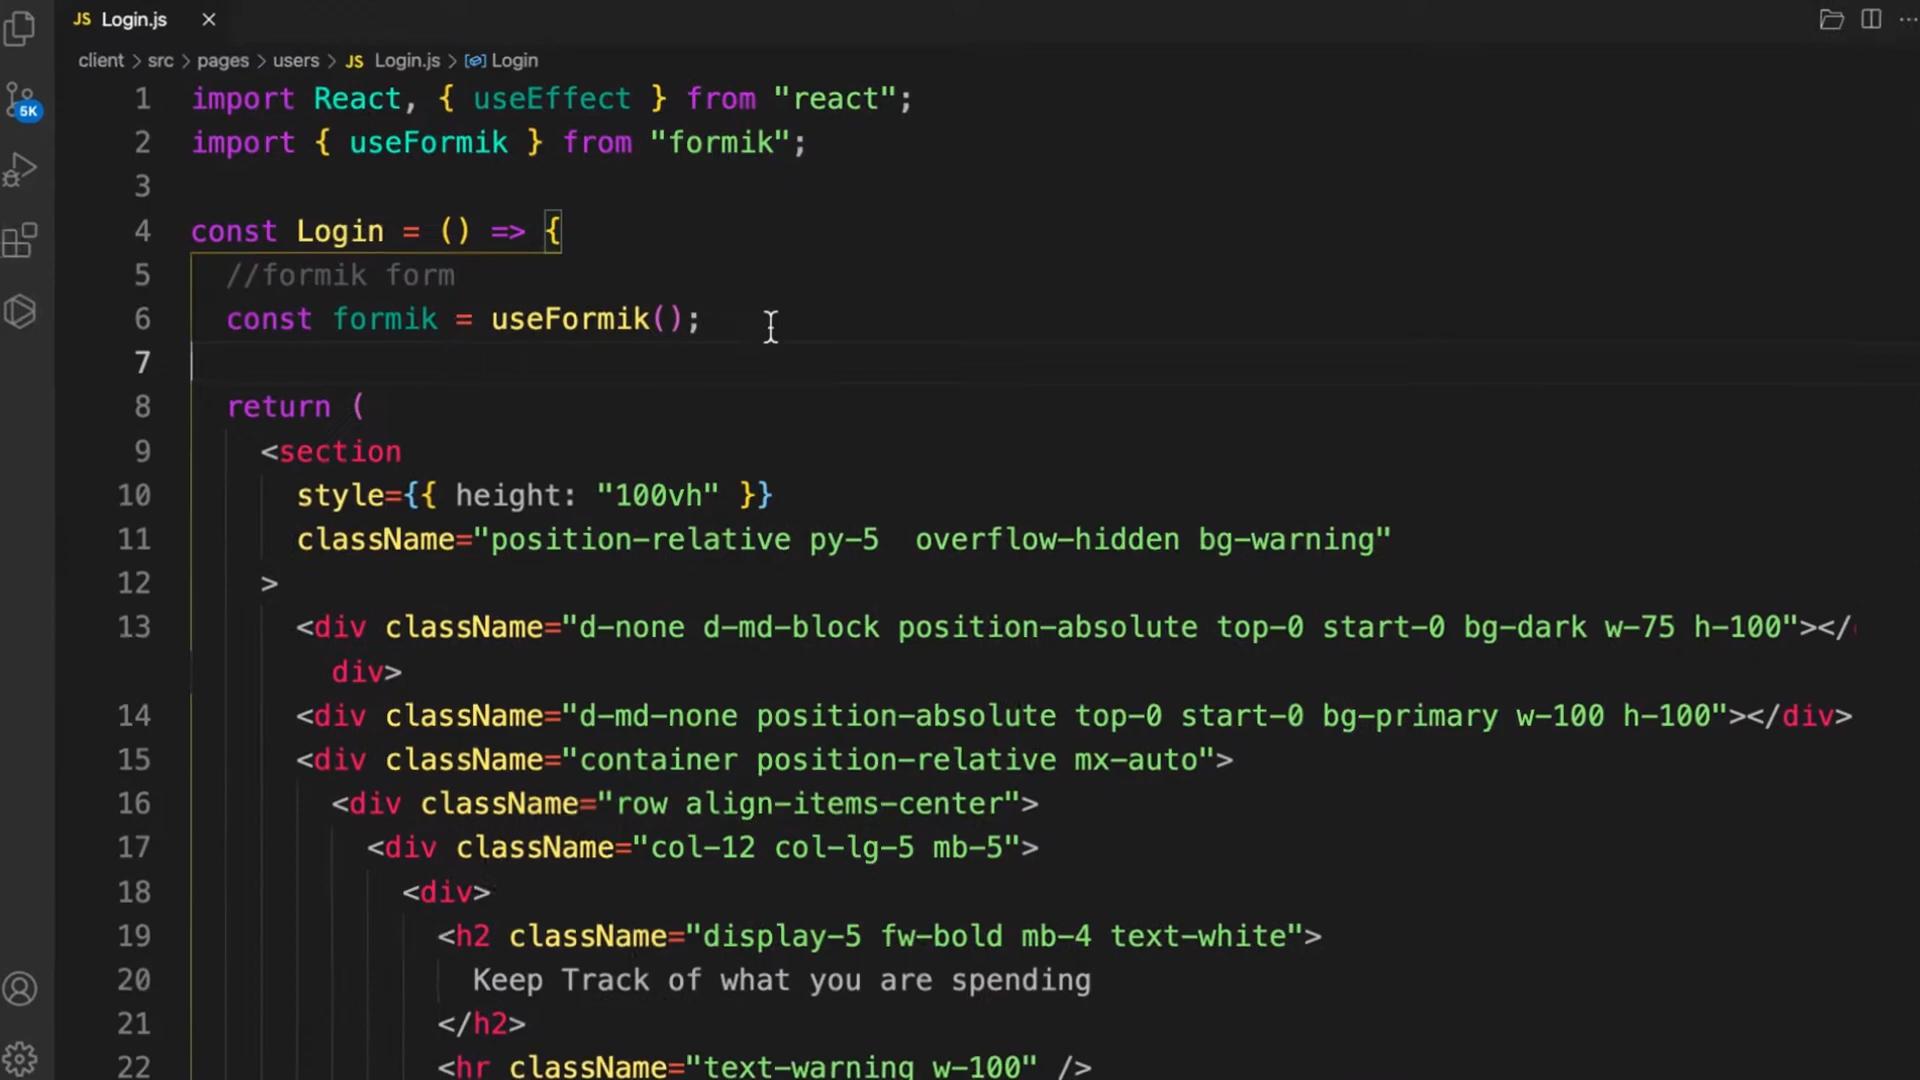 JS Login.js ×
client > src > pages > users > JS Login.js > Login
5K
1 import React, { useEffect } from "react";
2 import { useFormik } from "formik";
3
4 const Login = () => {
5 //formik form
6 const formik = useFormik();
7
8 return (
9 <section
10 style={{ height: "100vh" }}
11 className="position-relative py-5  overflow-hidden bg-warning"
12 >
13 <div className="d-none d-md-block position-absolute top-0 start-0 bg-dark w-75 h-100"></
div>
14 <div className="d-md-none position-absolute top-0 start-0 bg-primary w-100 h-100"></div>
15 <div className="container position-relative mx-auto">
16 <div className="row align-items-center">
17 <div className="col-12 col-lg-5 mb-5">
18 <div>
19 <h2 className="display-5 fw-bold mb-4 text-white">
20 Keep Track of what you are spending
21 </h2>
22 <hr className="text-warning w-100" />